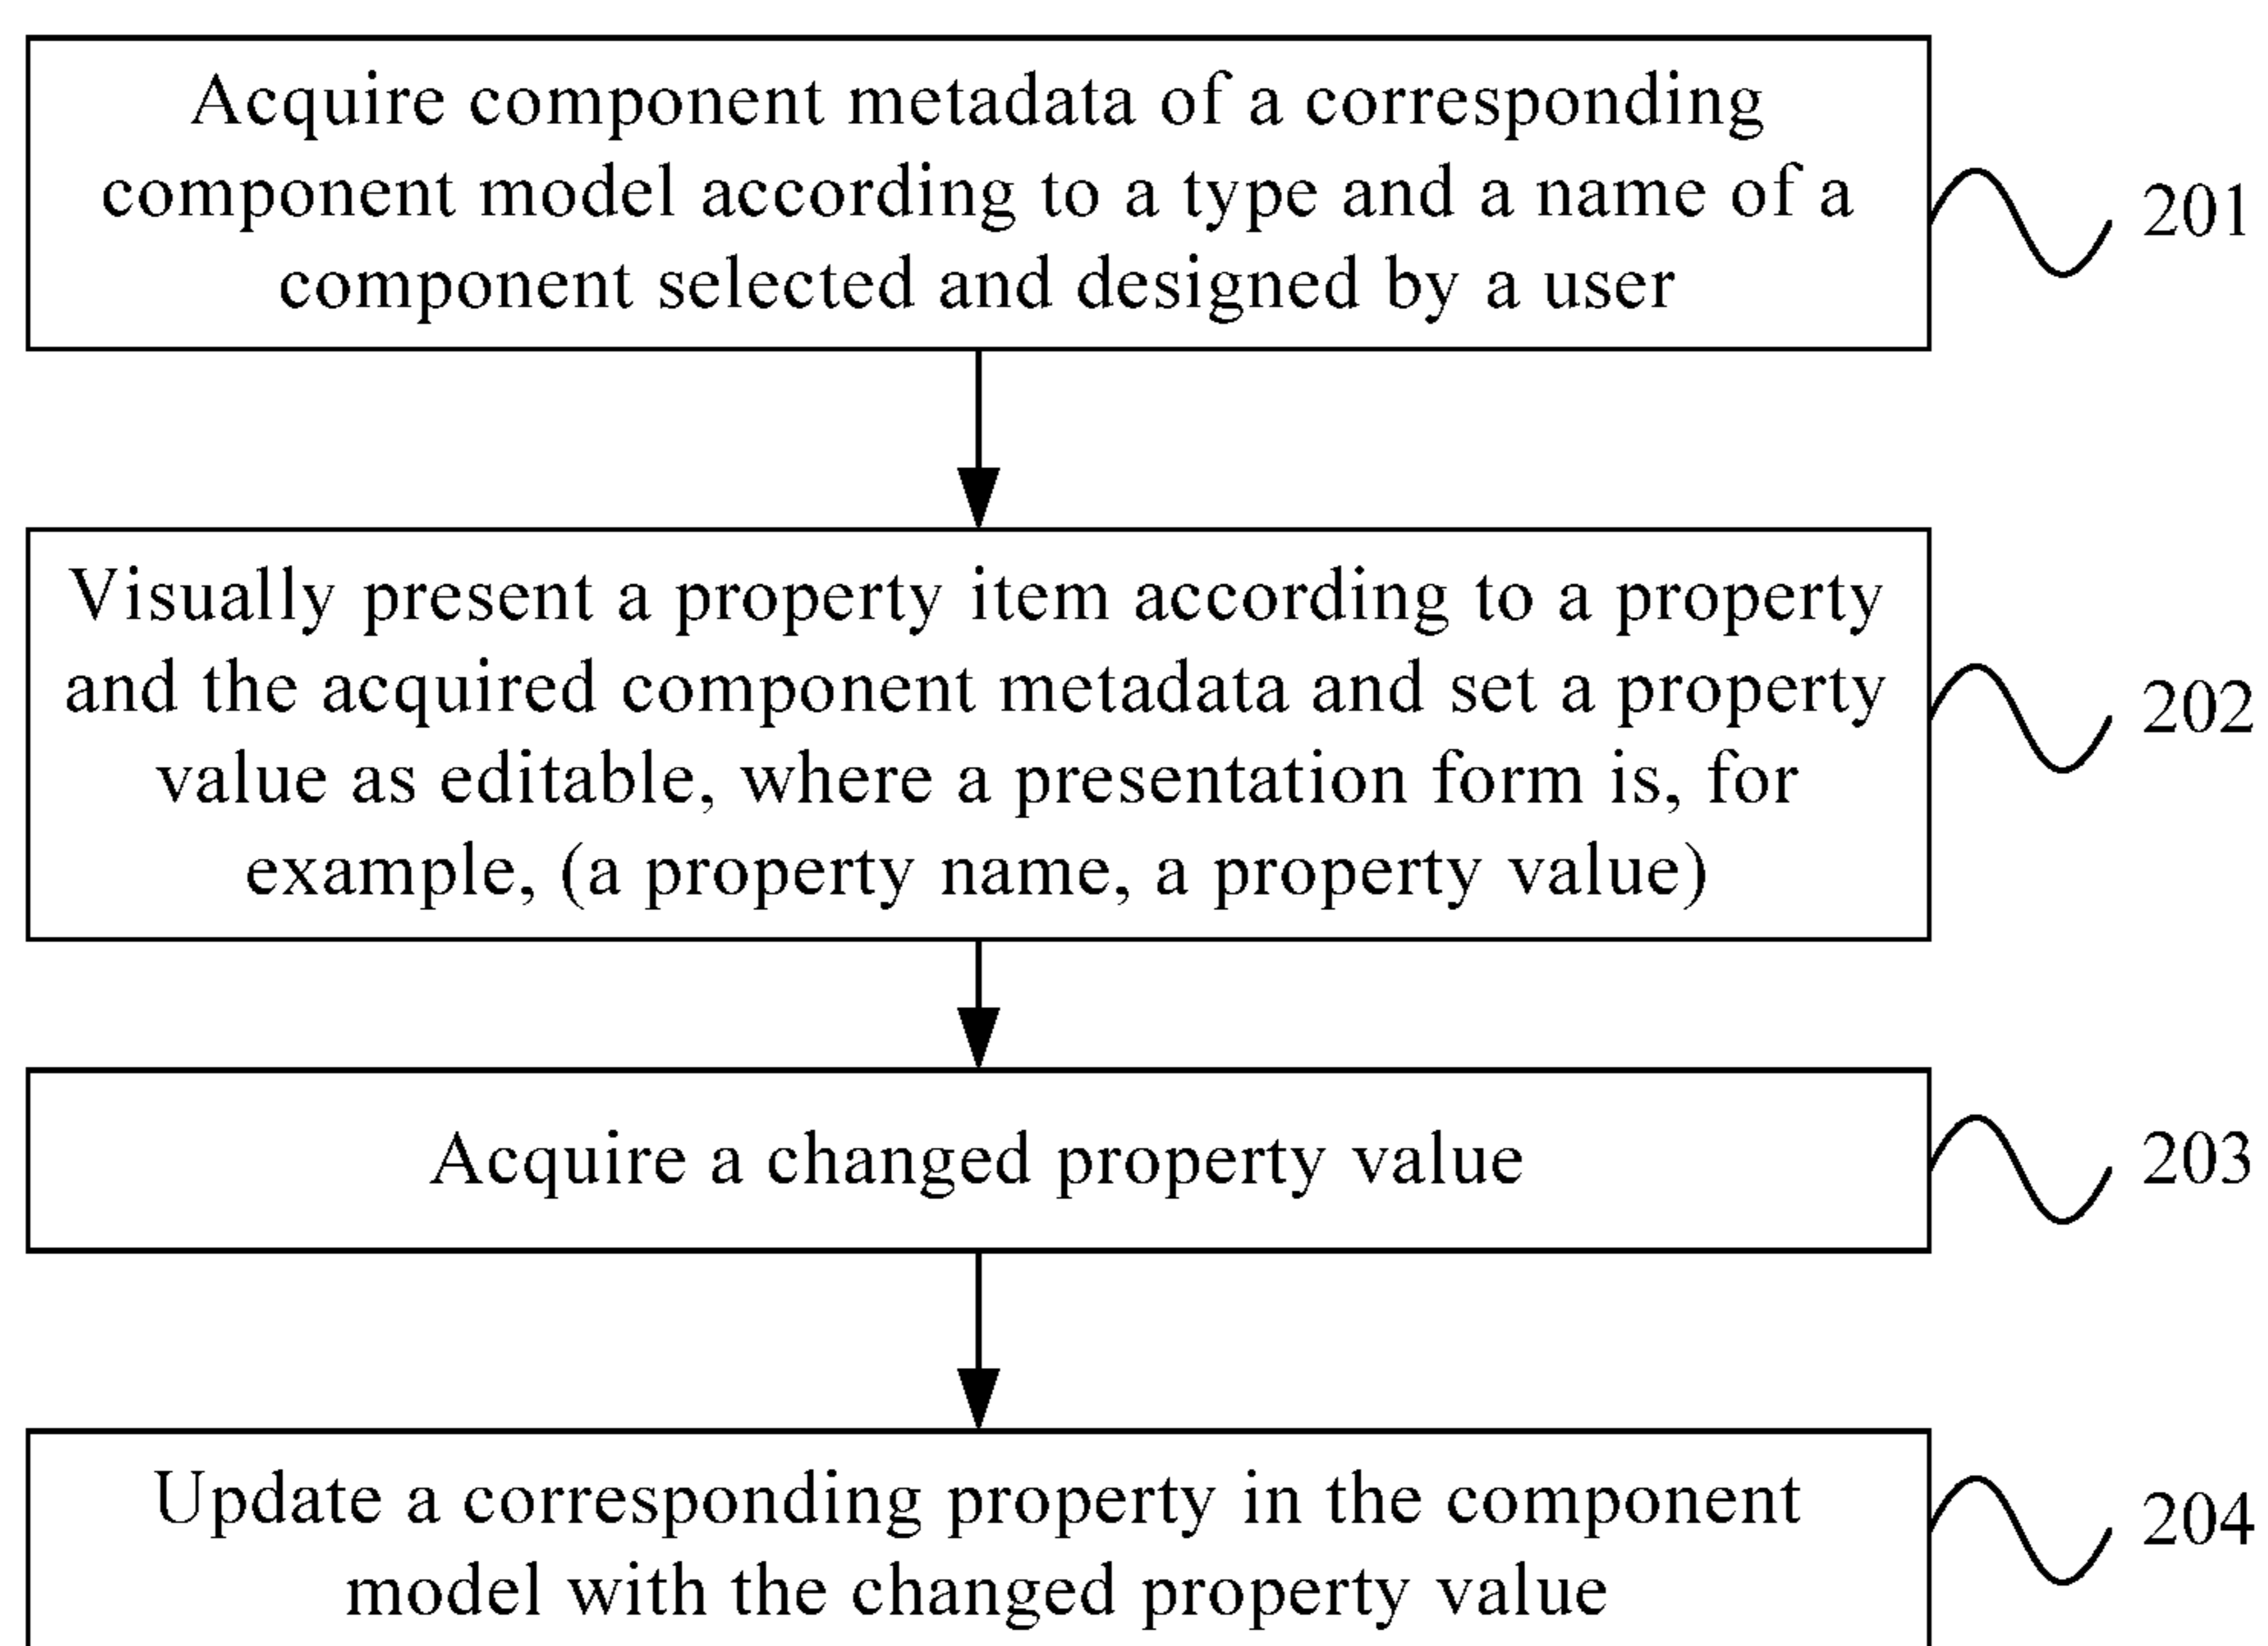 Acquire component metadata of a corresponding
component model according to a type and a name of a
component selected and designed by a user
201
Visually present a property item according to a property
and the acquired component metadata and set a property
value as editable, where a presentation form is, for
example, (a property name, a property value)
202
Acquire a changed property value
203
Update a corresponding property in the component
model with the changed property value
204